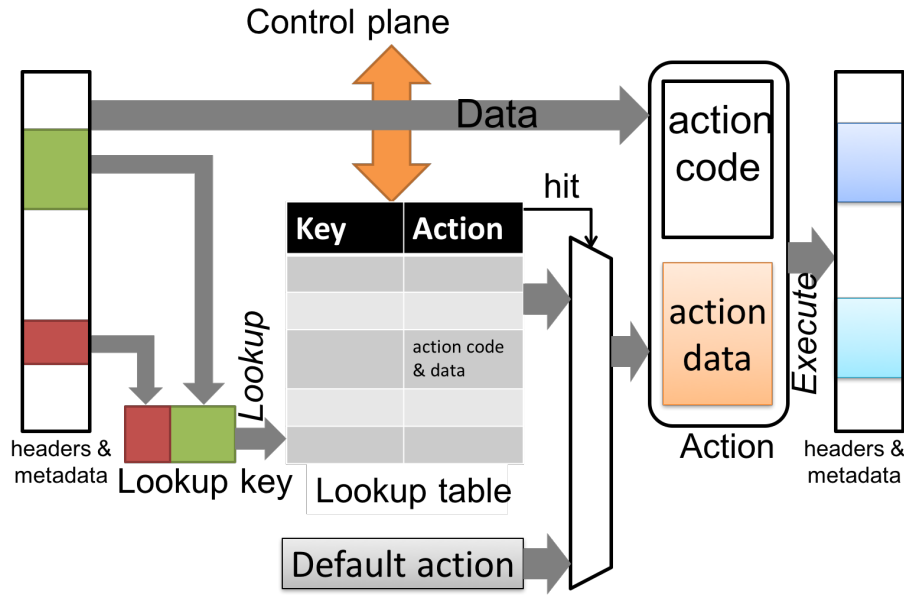 Control plane
Data
action
code
hit
Key Action
action code
& data
action
data
Lookup
Execute
headers &
metadata
Lookup key
Lookup table
Action
headers &
metadata
Default action